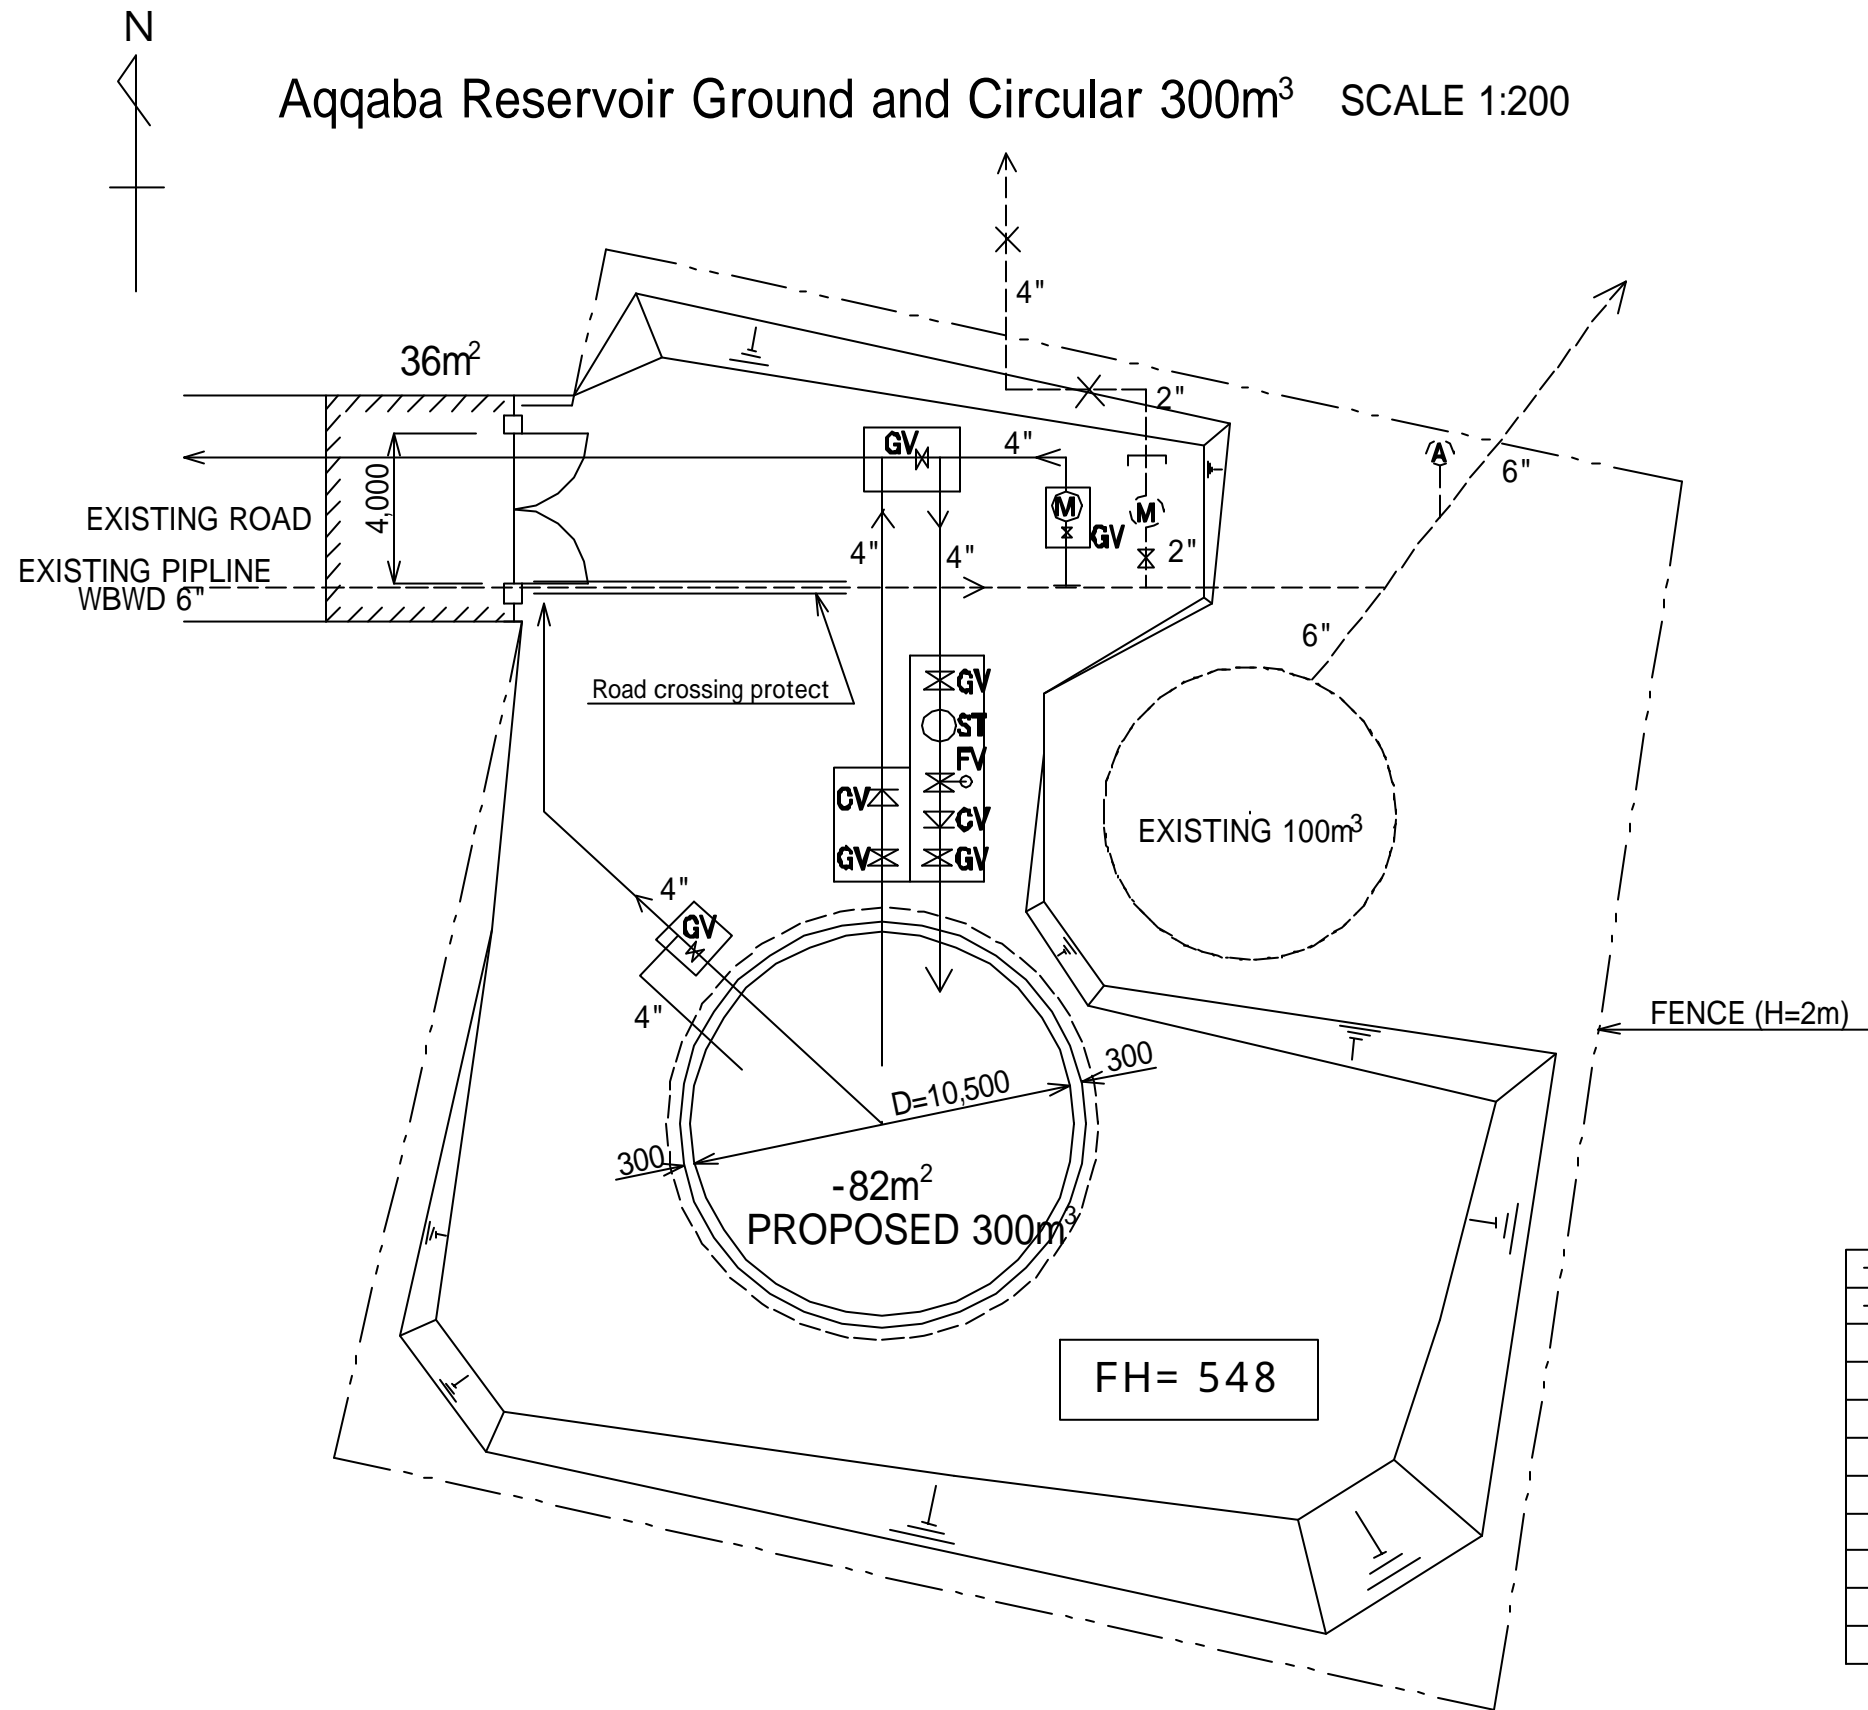 N
Aqqaba Reservoir Ground and Circular 300m³ SCALE 1:200
4"
36m²
2"
GV
4"
A
6"
4,000
M
M
EXISTING ROAD
GV
4"
4"
2"
EXISTING PIPLINE
WBWD 6"
6"
Road crossing protect
GV
ST
FV
CV
CV
EXISTING 100m³
GV
GV
4"
GV
4"
FENCE (H=2m)
300
D=10,500
300
-82m²
PROPOSED 300m³
FH= 548